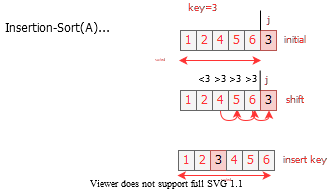 key=3
j
Insertion-Sort(A)...
1 2 4 5 6 3 initial
<3 >3 >3 >3 j
1 2 4 5 6 3 shift
1 2 3 4 5 6 insert key
Viewer does not support full SVG 1.1